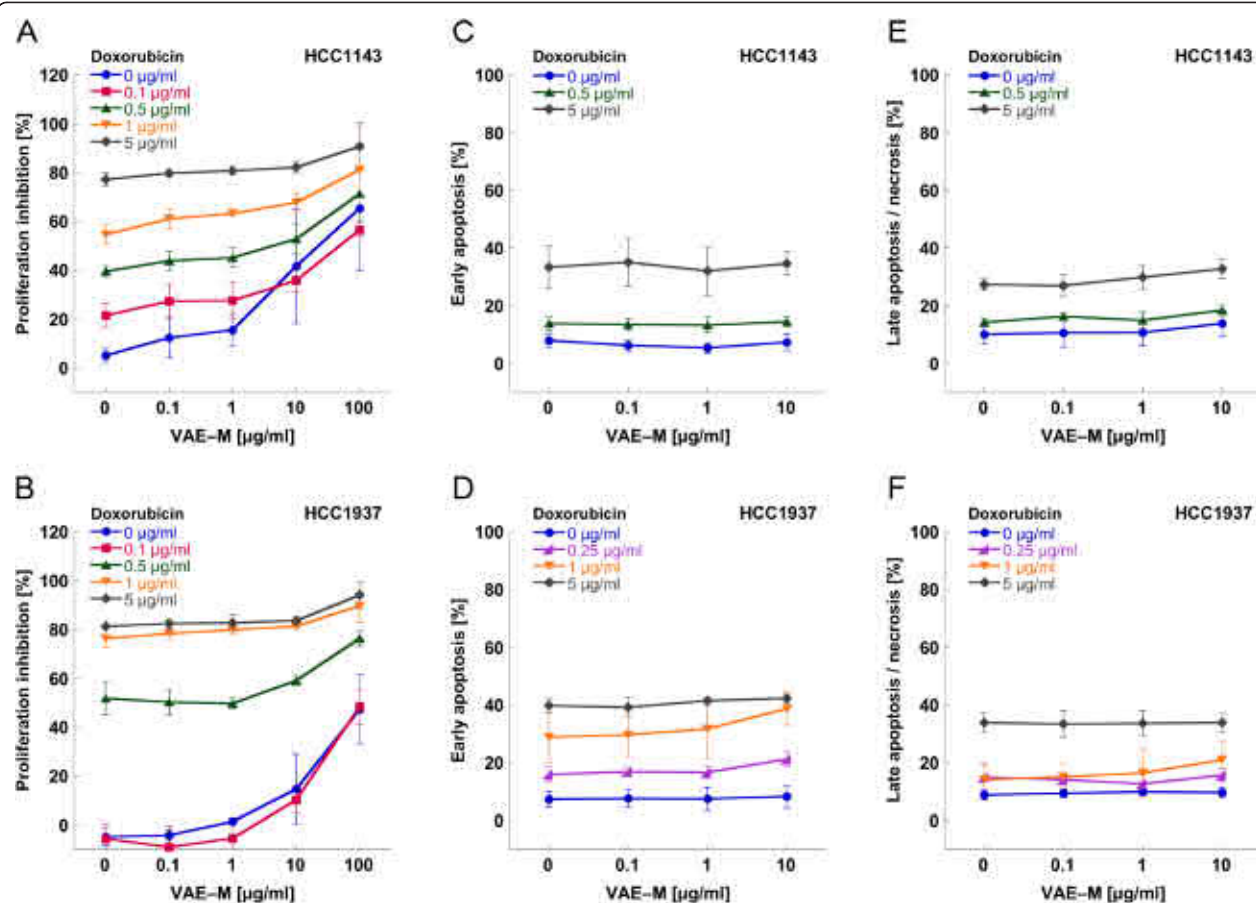 A
Doxorubicin HCC1143
0 µg/ml
0.1 µg/ml
0.5 µg/ml
1 µg/ml
5 µg/ml
Proliferation inhibition [%]
120
100
80
60
40
20
0
0 0.1 1 10 100
VAE–M [µg/ml]
C
Doxorubicin HCC1143
0 µg/ml
0.5 µg/ml
5 µg/ml
Early apoptosis [%]
100
80
60
40
20
0
0 0.1 1 10
VAE–M [µg/ml]
E
Doxorubicin HCC1143
0 µg/ml
0.5 µg/ml
5 µg/ml
Late apoptosis / necrosis [%]
100
80
60
40
20
0
0 0.1 1 10
VAE–M [µg/ml]
B
Doxorubicin HCC1937
0 µg/ml
0.1 µg/ml
0.5 µg/ml
1 µg/ml
5 µg/ml
Proliferation inhibition [%]
120
100
80
60
40
20
0
0 0.1 1 10 100
VAE–M [µg/ml]
D
Doxorubicin HCC1937
0 µg/ml
0.25 µg/ml
1 µg/ml
5 µg/ml
Early apoptosis [%]
100
80
60
40
20
0
0 0.1 1 10
VAE–M [µg/ml]
F
Doxorubicin HCC1937
0 µg/ml
0.25 µg/ml
1 µg/ml
5 µg/ml
Late apoptosis / necrosis [%]
100
80
60
40
20
0
0 0.1 1 10
VAE–M [µg/ml]